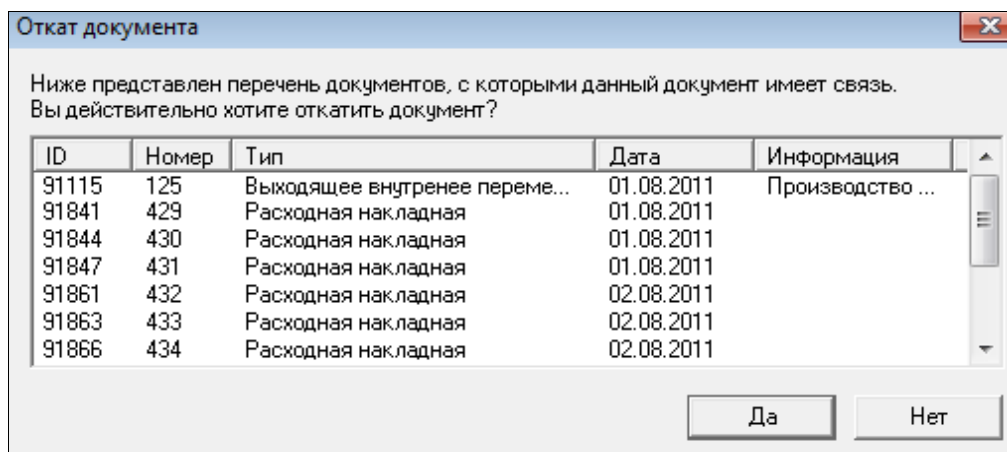 Откат документа
Ниже представлен перечень документов, с которыми данный документ имеет связь.
Вы действительно хотите откатить документ?
ID Номер Тип Дата Информация
91115 125 Выходящее внутренее переме... 01.08.2011 Производство ...
91841 429 Расходная накладная 01.08.2011
91844 430 Расходная накладная 01.08.2011
91847 431 Расходная накладная 01.08.2011
91861 432 Расходная накладная 02.08.2011
91863 433 Расходная накладная 02.08.2011
91866 434 Расходная накладная 02.08.2011
Да Нет